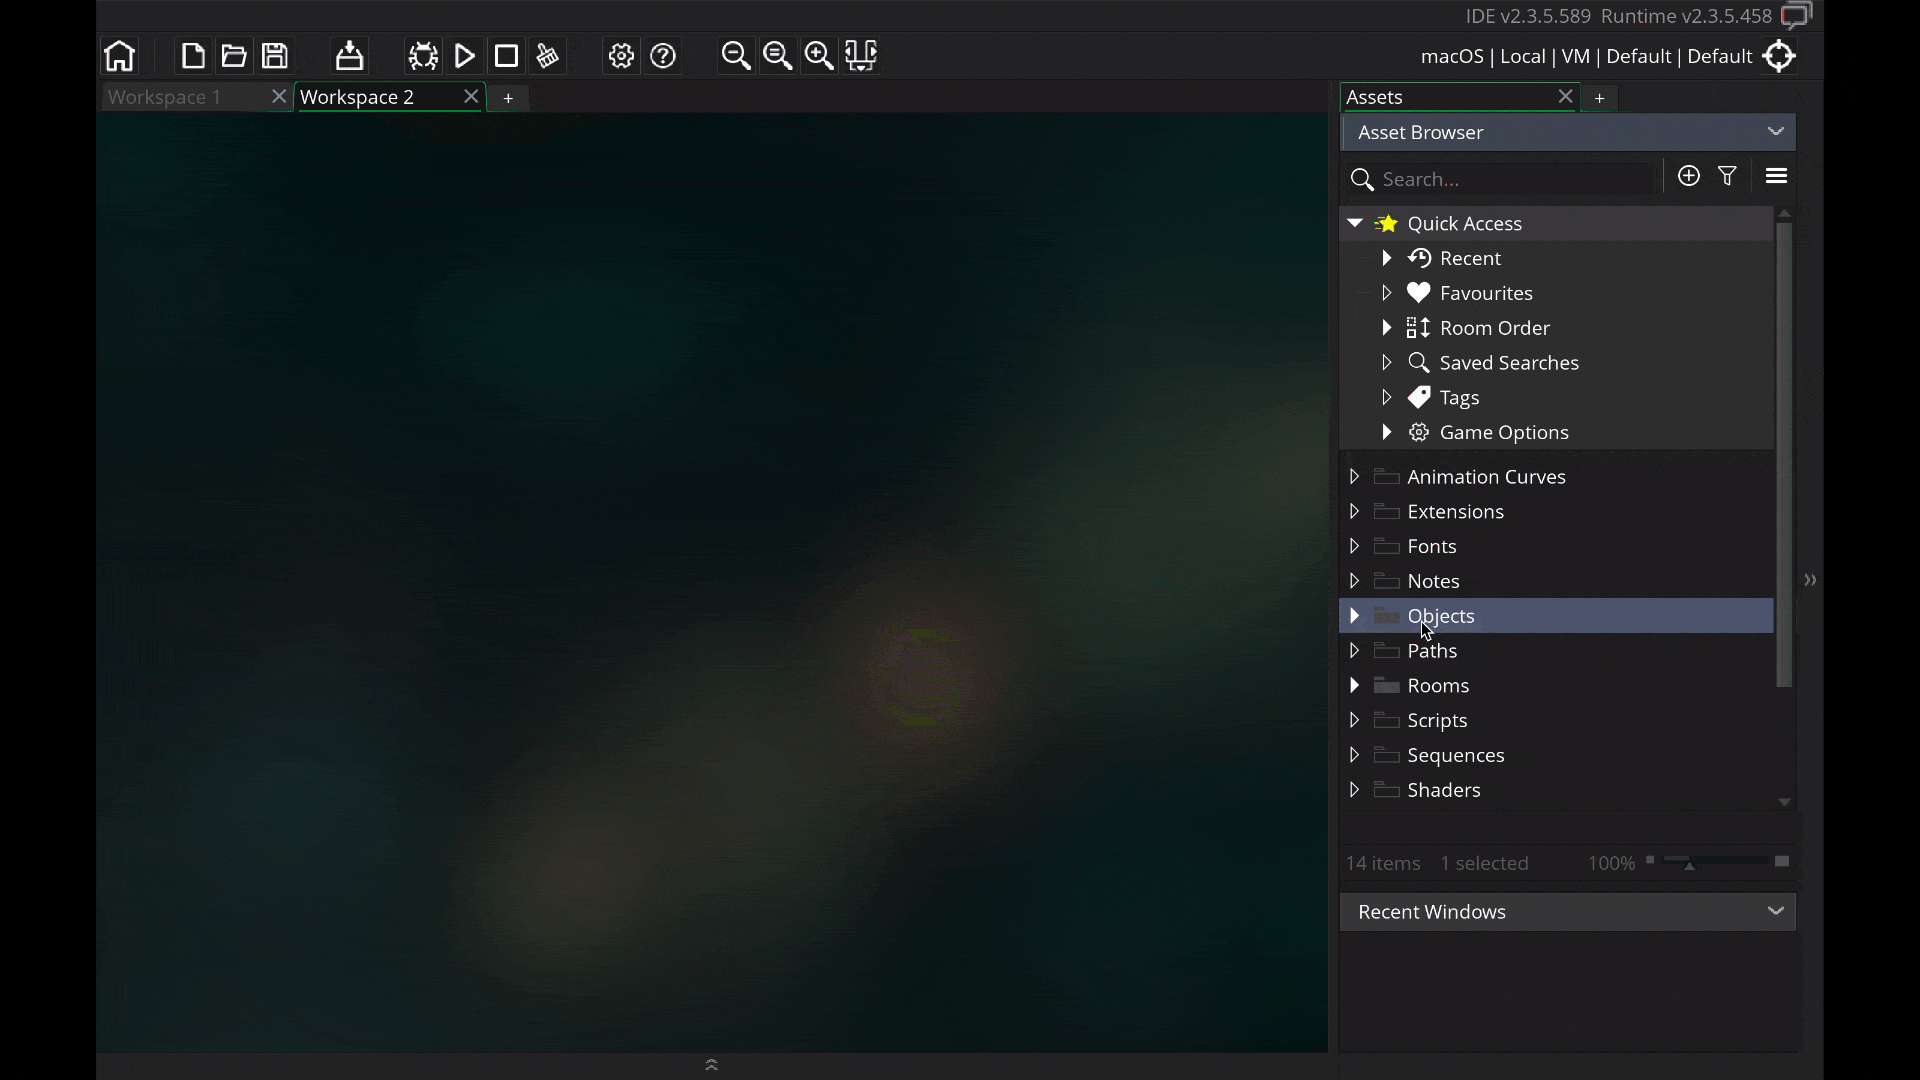 IDE v2.3.5.589 Runtime v2.3.5.458
macOS | Local | VM | Default | Default
Workspace 1
Workspace 2
+
Assets
+
Asset Browser
Search...
Quick Access
Recent
Favourites
Room Order
Saved Searches
Tags
Game Options
Animation Curves
Extensions
Fonts
Notes
Objects
Paths
Rooms
Scripts
Sequences
Shaders
14 items 1 selected 100%
Recent Windows